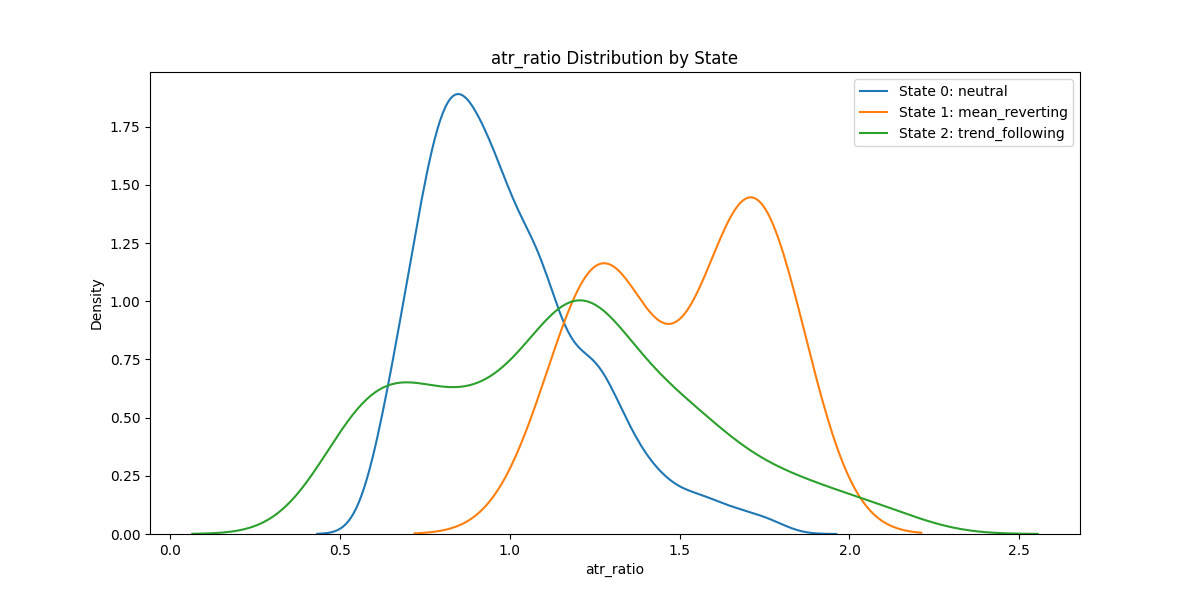 atr_ratio Distribution by State
State 0: neutral
State 1: mean_reverting
State 2: trend_following
Density
1.75
1.50
1.25
1.00
0.75
0.50
0.25
0.00
0.0 0.5 1.0 1.5 2.0 2.5
atr_ratio